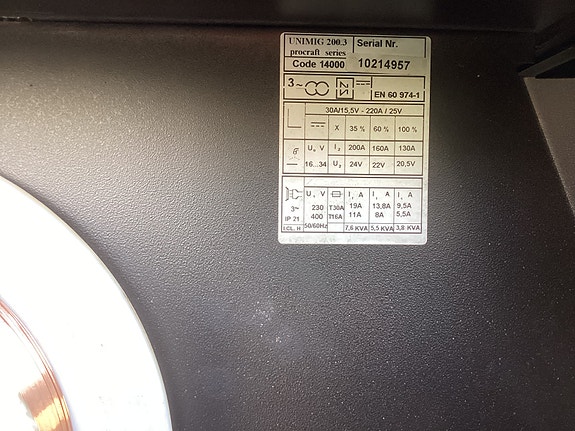 UNIMIG 200.3 Serial Nr.
procraft series
Code 14000 10214957
3~ EN 60 974-1
30A/15,5V - 220A / 25V
X 35 % 60 % 100 %
U₀ V I₂ 200A 160A 130A
16...34 U₂ 24V 22V 20,5V
U₁ V I₁ A I₁ A I₁ A
3~ 230 T30A 19A 13,8A 9,5A
IP 21 400 T16A 11A 8A 5,5A
ECL. H 50/60Hz 7,6 KVA 5,5 KVA 3,8 KVA